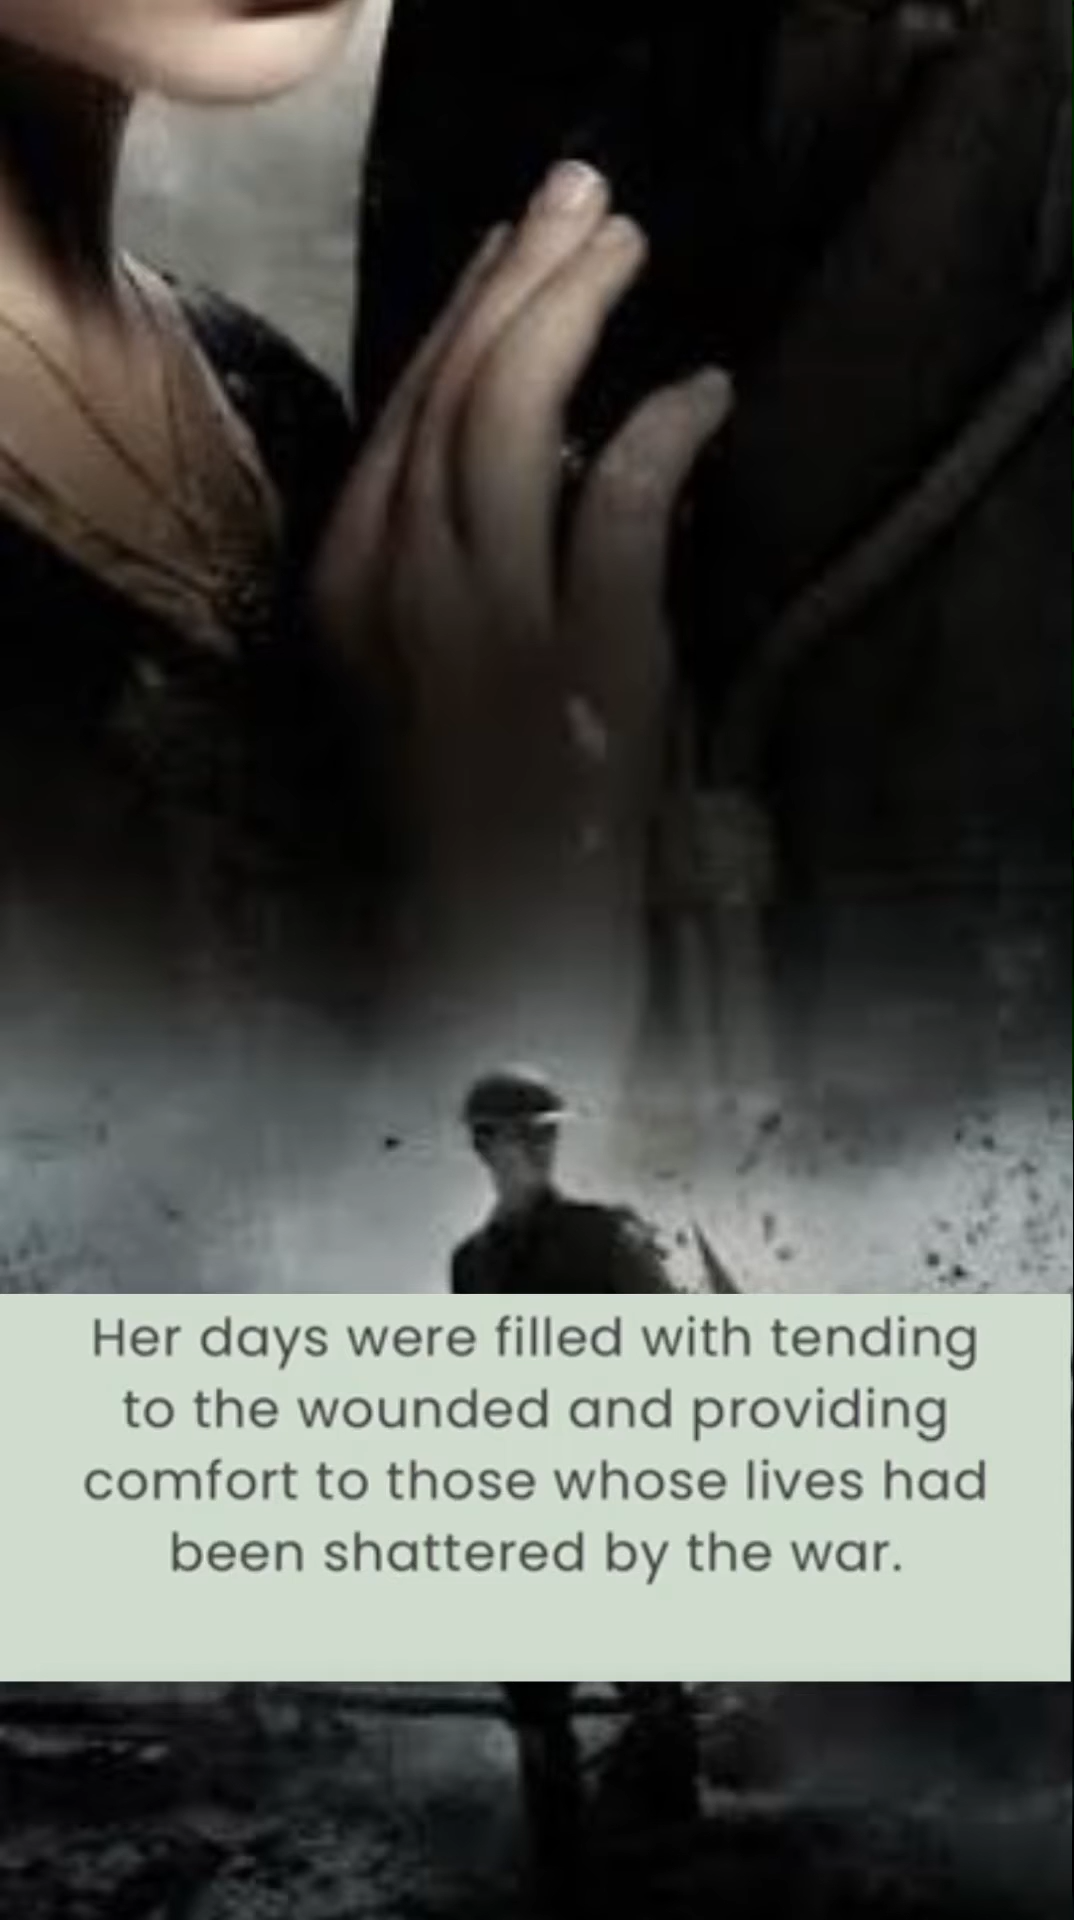 Her days were filled with tending
to the wounded and providing
comfort to those whose lives had
been shattered by the war.